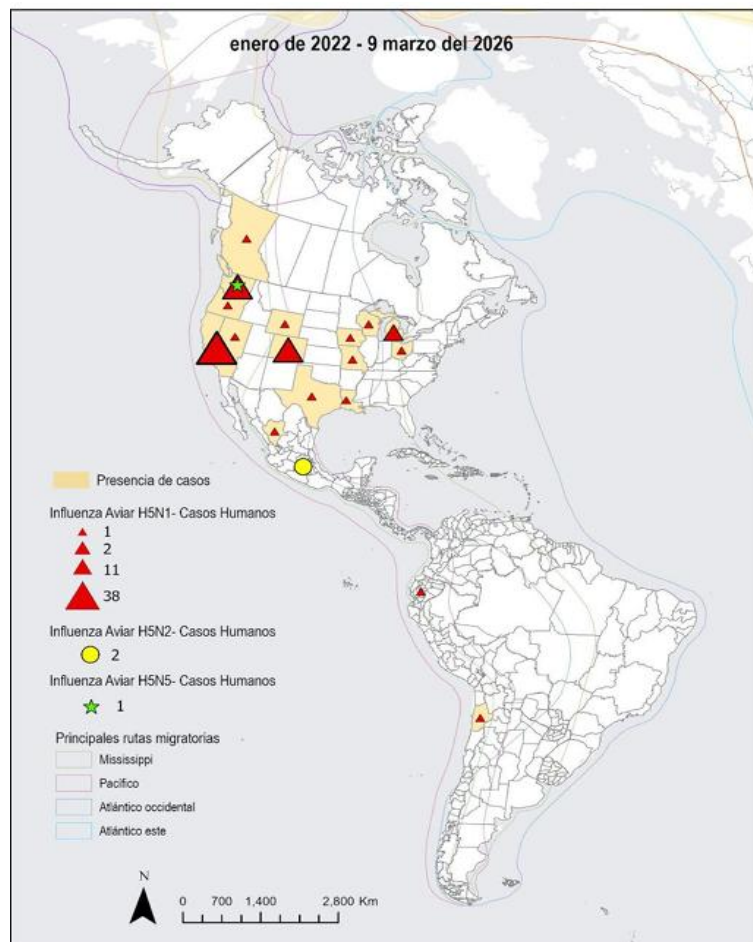 enero de 2022 - 9 marzo del 2026
Presencia de casos
Influenza Aviar H5N1- Casos Humanos
1
2
11
38
Influenza Aviar H5N2- Casos Humanos
2
Influenza Aviar H5N5- Casos Humanos
1
Principales rutas migratorias
Mississippi
Pacífico
Atlántico occidental
Atlántico este
N
0 700 1,400 2,800 Km